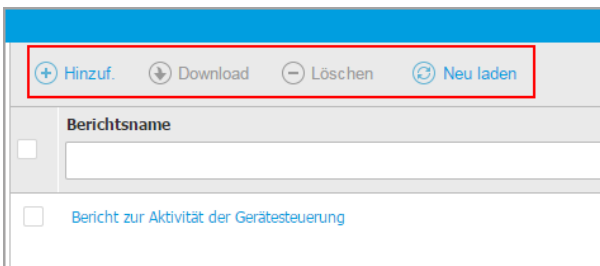 Hinzuf. Download Löschen Neu laden
Berichtsname
Bericht zur Aktivität der Gerätesteuerung